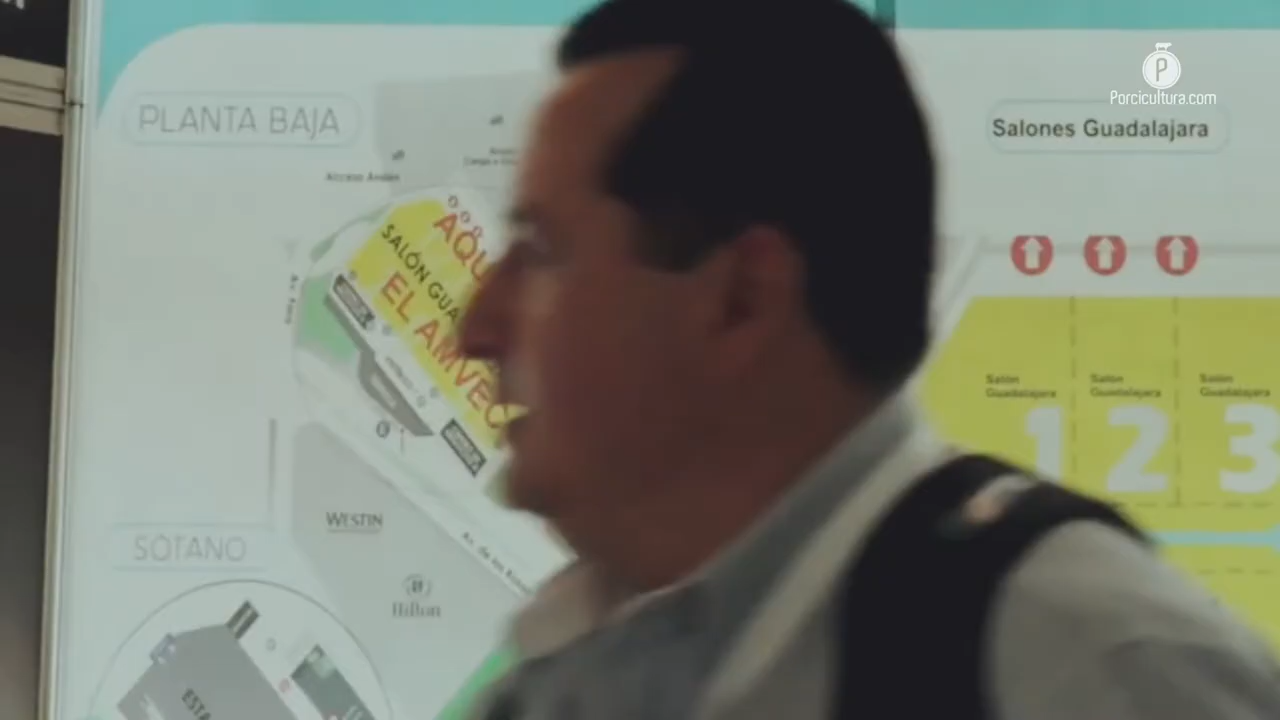 Porcicultura.com
PLANTA BAJA
Salones Guadalajara
Acceso Andén
AQU
SALÓN GUA
EL AMVEC
Salón
Guadalajara
1
Salón
Guadalajara
2
Salón
Guadalajara
3
WESTIN
Hilton
SÓTANO
ESTA